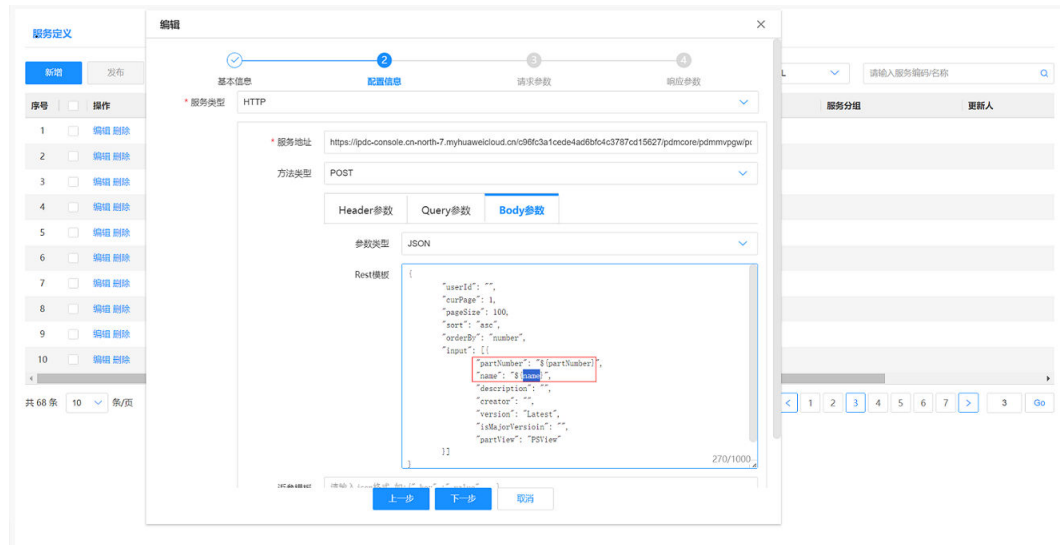 服务定义
编辑
×
基本信息
2
配置信息
3
请求参数
4
响应参数
新增
发布
请输入服务编码/名称
序号
操作
服务分组
更新人
* 服务类型
HTTP
1
编辑 删除
2
编辑 删除
3
编辑 删除
4
编辑 删除
5
编辑 删除
6
编辑 删除
7
编辑 删除
8
编辑 删除
9
编辑 删除
10
编辑 删除
* 服务地址
https://ipdc-console.cn-north-7.myhuaweicloud.cn/c96fc3a1cede4ad6bfc4c3787cd15627/pdmcore/pdmmvpgw/pc
方法类型
POST
Header参数
Query参数
Body参数
参数类型
JSON
Rest模板
{
"userId": "",
"curPage": 1,
"pageSize": 100,
"sort": "asc",
"orderBy": "number",
"input": [{
"partNumber": "${partNumber}",
"name": "${name}",
"description": "",
"creator": "",
"version": "Latest",
"isMajorVersioin": "",
"partView": "PSView"
}]
}
270/1000
共 68 条
10
条/页
< 1 2 3 4 5 6 7 >
3
Go
上一步
下一步
取消